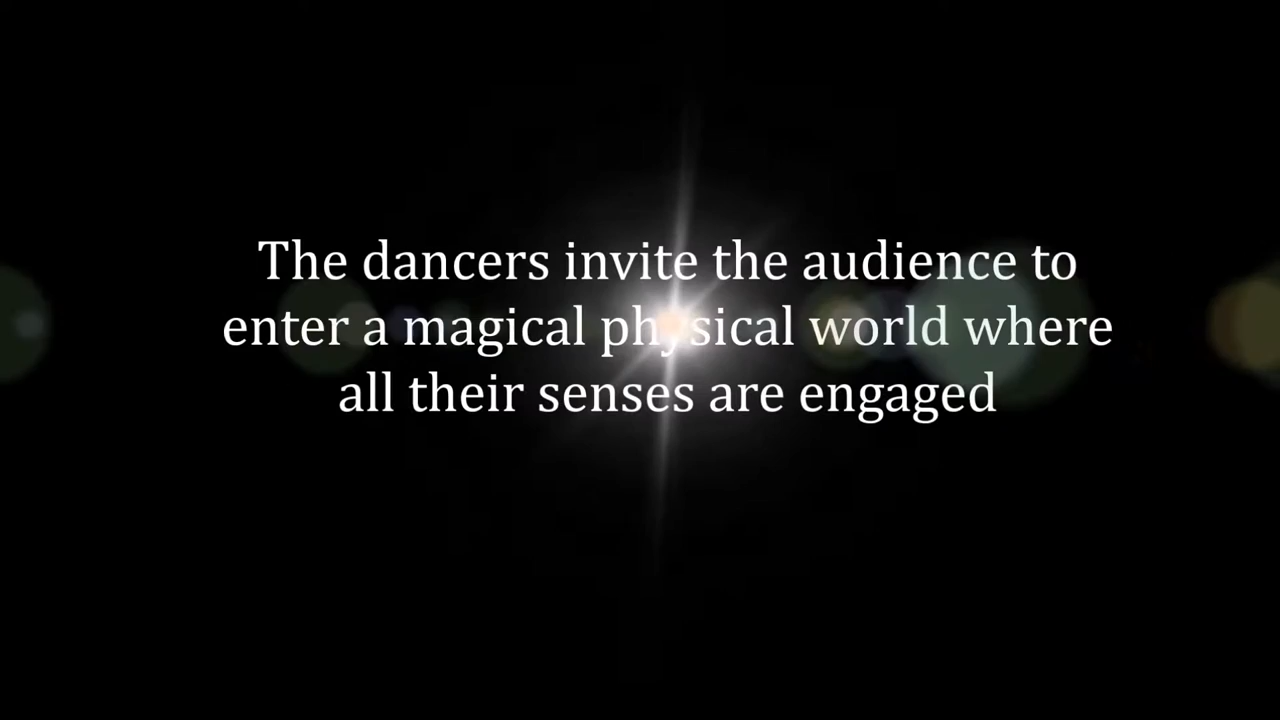 The dancers invite the audience to
enter a magical physical world where
all their senses are engaged